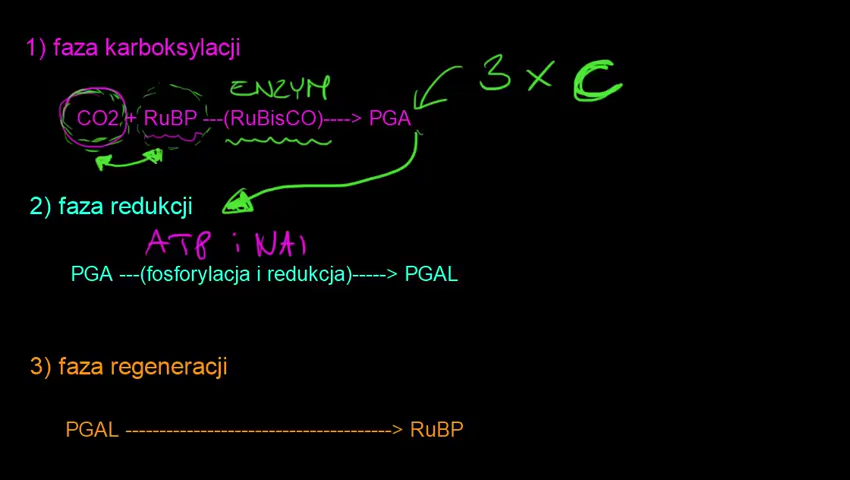 1) faza karboksylacji
ENZYM 3 x C
CO2 + RuBP ---(RuBisCO)----> PGA
2) faza redukcji
ATP i NA
PGA ---(fosforylacja i redukcja)-----> PGAL
3) faza regeneracji
PGAL ---------------------------------------> RuBP